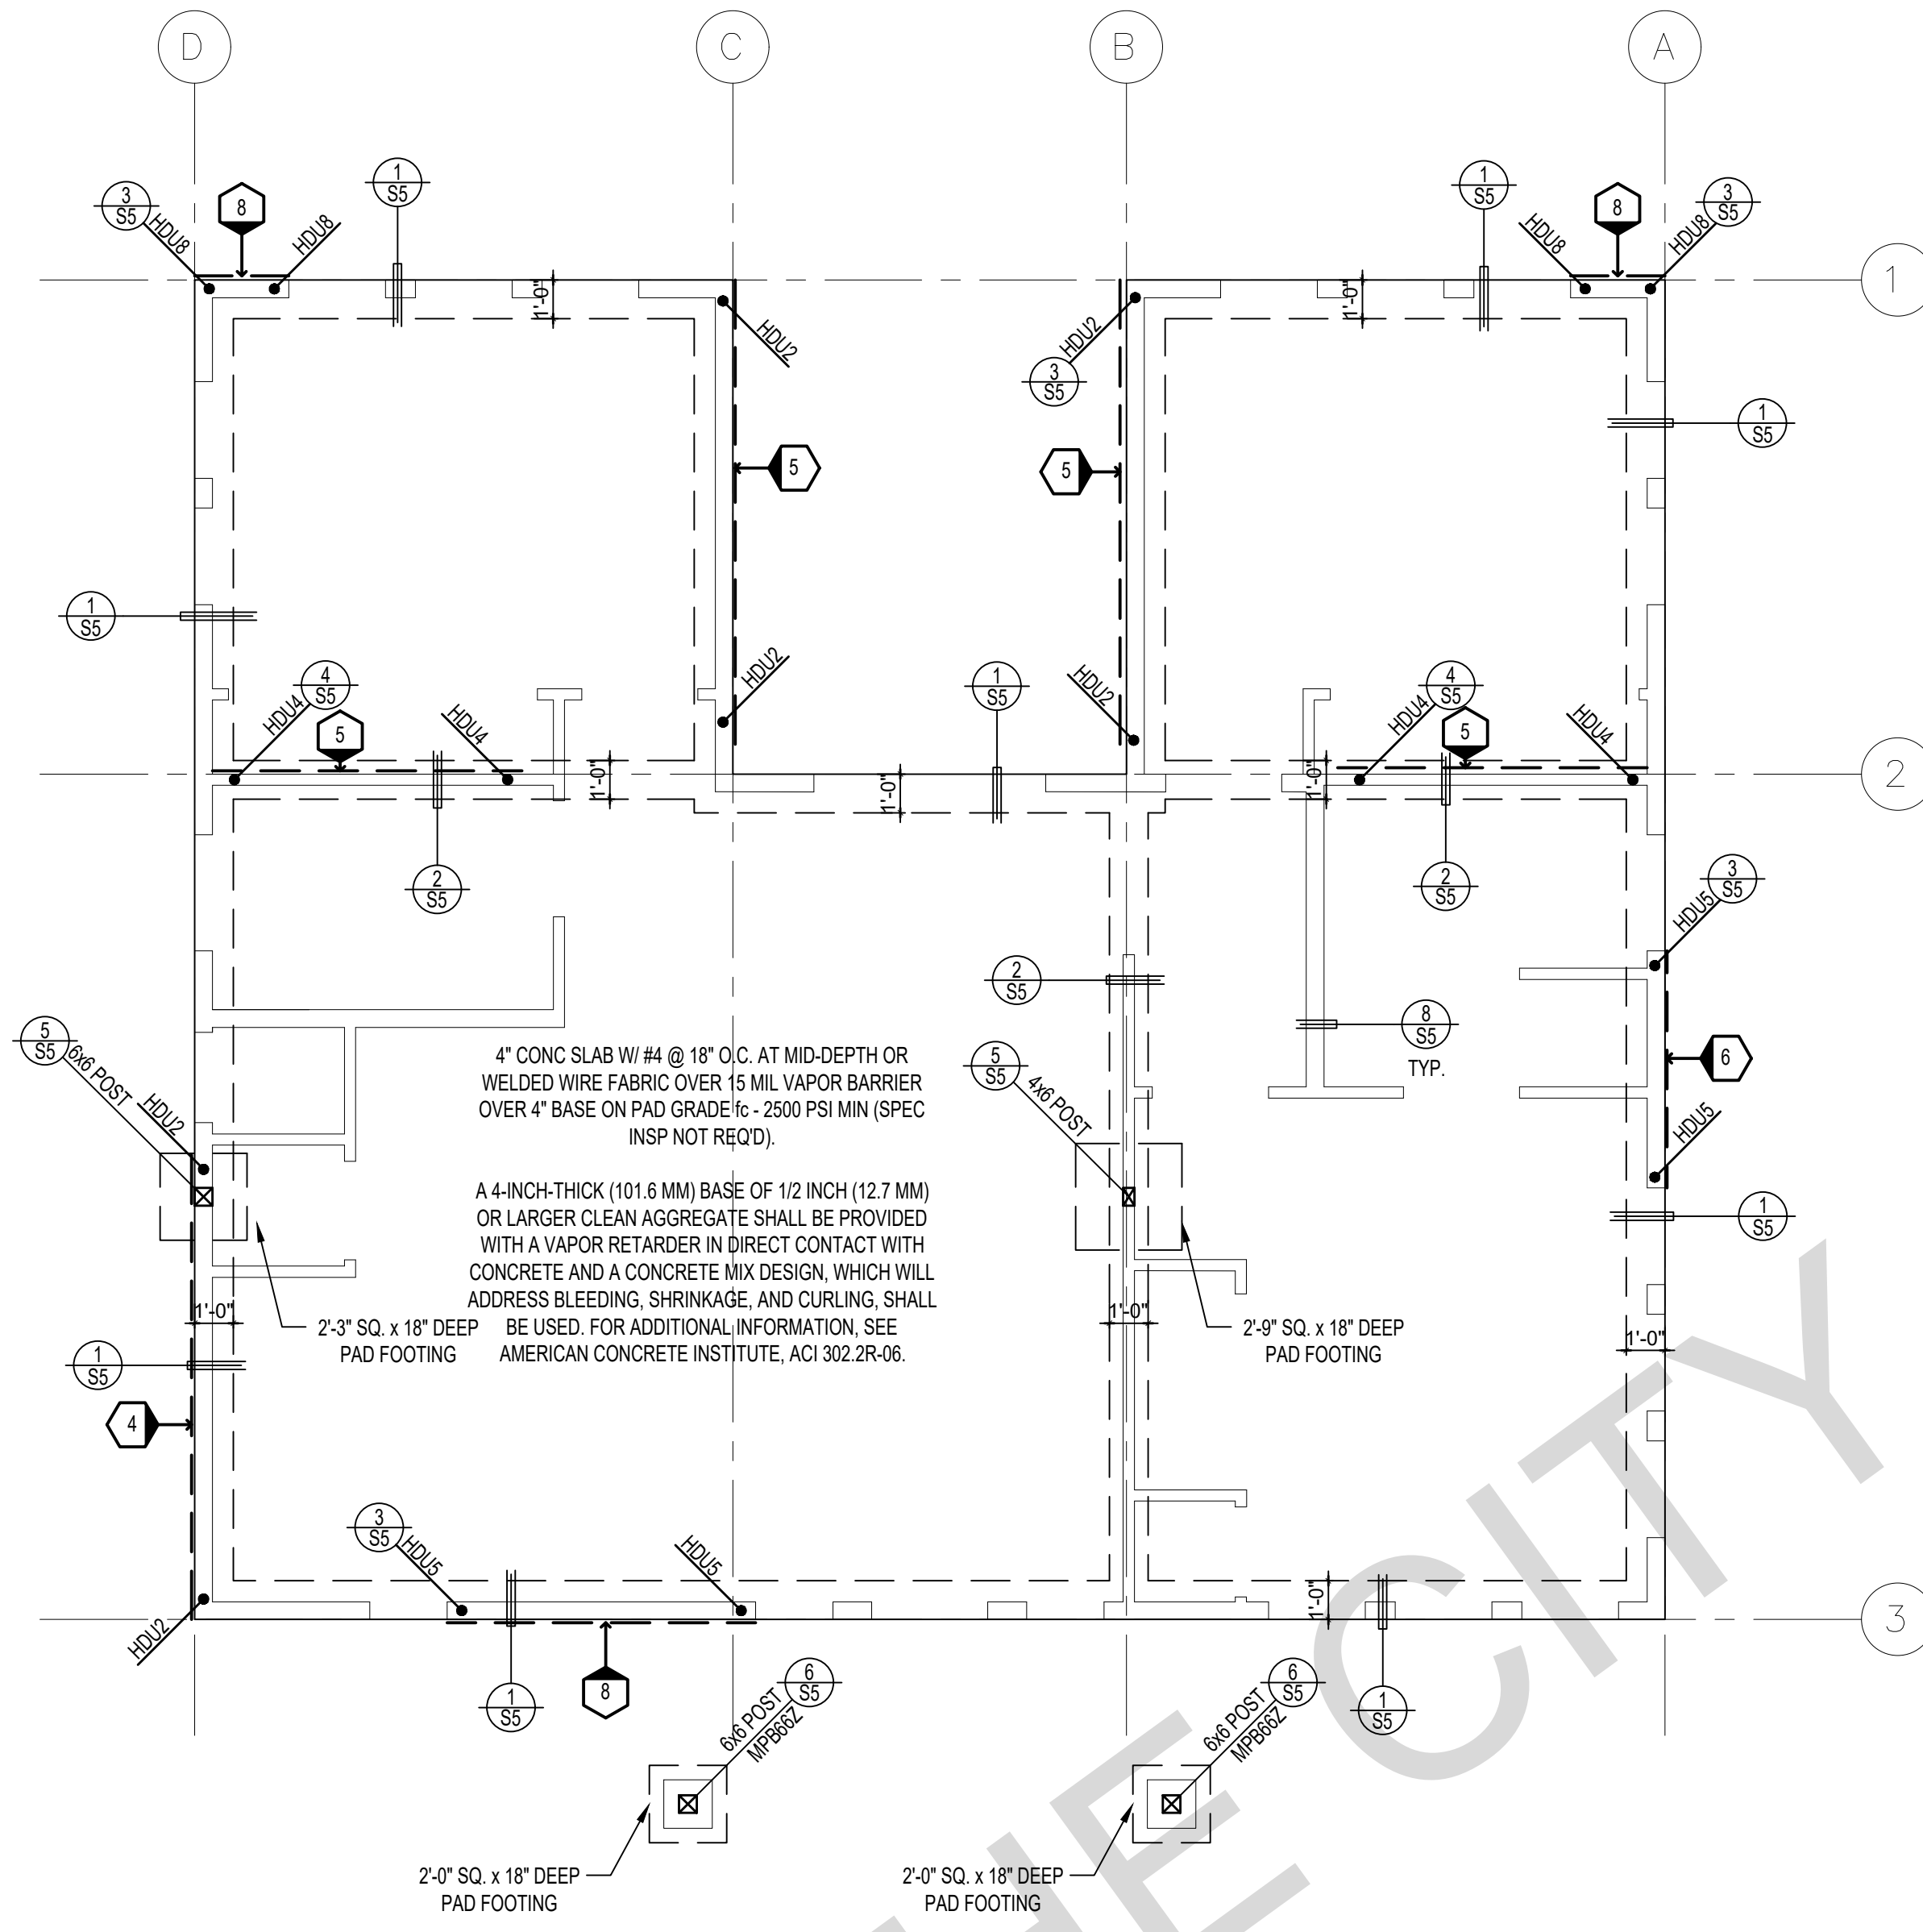 D
C
B
A
1
S5
1
S5
3
S5
8
8
3
S5
HDU8
HDU8
HDU8
HDU8
1
1'-0"
1'-0"
HDU2
HDU2
3
S5
1
S5
5
5
1
S5
HDU2
HDU2
4
S5
1
S5
4
S5
HDU4
5
HDU4
HDU4
5
HDU4
1'-0"
1'-0"
1'-0"
2
2
S5
2
S5
3
S5
HDU5
2
S5
5
S5
6x6 POST
HDU2
8
S5
TYP.
6
5
S5
4x6 POST
HDU5
4" CONC SLAB W/ #4 @ 18" O.C. AT MID-DEPTH OR
WELDED WIRE FABRIC OVER 15 MIL VAPOR BARRIER
OVER 4" BASE ON PAD GRADE fc - 2500 PSI MIN (SPEC
INSP NOT REQ'D).
A 4-INCH-THICK (101.6 MM) BASE OF 1/2 INCH (12.7 MM)
OR LARGER CLEAN AGGREGATE SHALL BE PROVIDED
WITH A VAPOR RETARDER IN DIRECT CONTACT WITH
CONCRETE AND A CONCRETE MIX DESIGN, WHICH WILL
ADDRESS BLEEDING, SHRINKAGE, AND CURLING, SHALL
BE USED. FOR ADDITIONAL INFORMATION, SEE
AMERICAN CONCRETE INSTITUTE, ACI 302.2R-06.
1
S5
1'-0"
2'-3" SQ. x 18" DEEP
PAD FOOTING
1'-0"
2'-9" SQ. x 18" DEEP
PAD FOOTING
1'-0"
1
S5
4
3
S5
HDU5
HDU5
1'-0"
3
HDU2
1
S5
8
1
S5
6
S5
6x6 POST
MPB66Z
6
S5
6x6 POST
MPB66Z
2'-0" SQ. x 18" DEEP
PAD FOOTING
2'-0" SQ. x 18" DEEP
PAD FOOTING
HE CITY